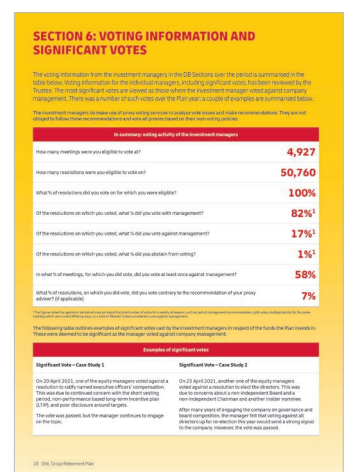 SECTION 6: VOTING INFORMATION AND
SIGNIFICANT VOTES
The voting information from the investment managers in the DB Sections over the period is summarised in the
table below. Voting information for the individual managers, including significant votes, has been reviewed by the
Trustee. The most significant votes are viewed as those where the investment manager voted against company
management. There was a number of such votes over the Plan year; a couple of examples are summarised below.
The investment managers do make use of proxy voting services to analyse vote issues and make recommendations. They are not
obliged to follow these recommendations and vote all proxies based on their own voting policies.
In summary: voting activity of the investment managers
How many meetings were you eligible to vote at? 4,927
How many resolutions were you eligible to vote on? 50,760
What % of resolutions did you vote on for which you were eligible? 100%
Of the resolutions on which you voted, what % did you vote with management? 82%¹
Of the resolutions on which you voted, what % did you vote against management? 17%¹
Of the resolutions on which you voted, what % did you abstain from voting? 1%¹
In what % of meetings, for which you did vote, did you vote at least once against management? 58%
What % of resolutions, on which you did vote, did you vote contrary to the recommendation of your proxy
adviser? (if applicable) 7%
The following table outlines examples of significant votes cast by the investment managers in respect of the funds the Plan invests in.
These were deemed to be significant as the manager voted against company management.
Examples of significant votes
Significant Vote – Case Study 1
On 20 April 2021, one of the equity managers voted against a
resolution to ratify named executive officers' compensation.
This was due to continued concern with the short vesting
period, non-performance based long-term incentive plan
(LTIP), and poor disclosure around targets.
The vote was passed, but the manager continues to engage
on the topic.
Significant Vote – Case Study 2
On 23 April 2021, another one of the equity managers
voted against a resolution to elect the directors. This was
due to concerns about a non-independent Board and a
non-independent Chairman and another insider nominee.
After many years of engaging the company on governance and
board composition, the manager felt that voting against all
directors up for re-election this year would send a strong signal
to the company. However, the vote was passed.
20 DHL Group Retirement Plan